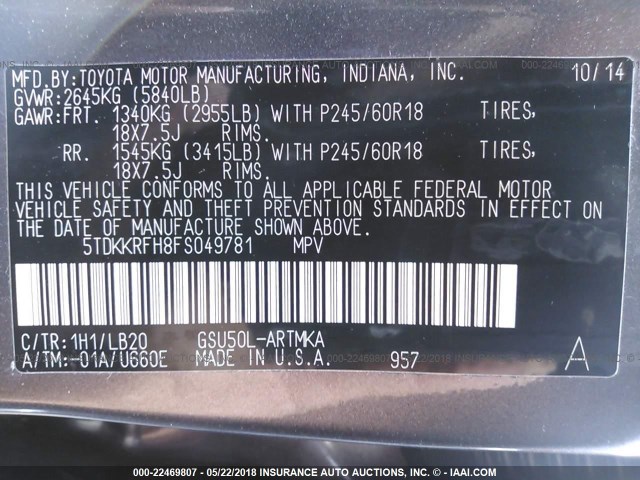 MFD.BY:TOYOTA MOTOR MANUFACTURING, INDIANA, INC. 10/14
GVWR:2645KG (5840LB)
GAWR:FRT. 1340KG (2955LB) WITH P245/60R18 TIRES,
18X7.5J RIMS.
RR. 1545KG (3415LB) WITH P245/60R18 TIRES,
18X7.5J RIMS.
THIS VEHICLE CONFORMS TO ALL APPLICABLE FEDERAL MOTOR
VEHICLE SAFETY AND THEFT PREVENTION STANDARDS IN EFFECT ON
THE DATE OF MANUFACTURE SHOWN ABOVE.
5TDKKRFH8FS049781 MPV
C/TR:1H1/LB20 GSU50L-ARTMKA
A/TM:-01A/U660E MADE IN U.S.A. 957 A
000-22469807 - 05/22/2018 - INSURANCE AUTO AUCTIONS, INC. - © - IAAI.COM